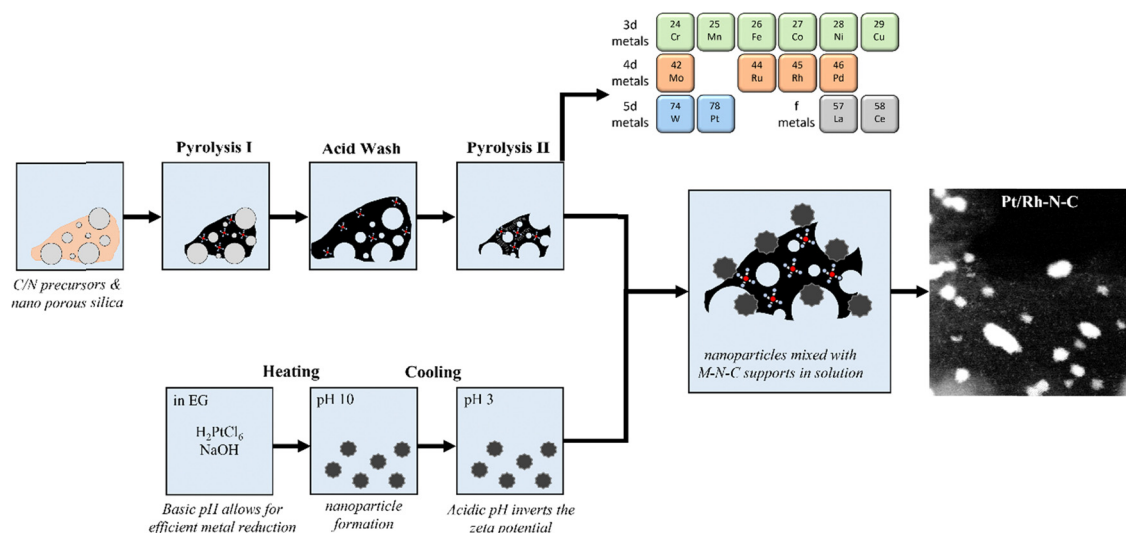 3d
metals
24
Cr
25
Mn
26
Fe
27
Co
28
Ni
29
Cu
4d
metals
42
Mo
44
Ru
45
Rh
46
Pd
5d
metals
74
W
78
Pt
f
metals
57
La
58
Ce
Pyrolysis I
Acid Wash
Pyrolysis II
C/N precursors &
nano porous silica
Pt/Rh-N-C
nanoparticles mixed with
M-N-C supports in solution
Heating
Cooling
in EG
H₂PtCl₆
NaOH
pH 10
pH 3
Basic pH allows for
efficient metal reduction
nanoparticle
formation
Acidic pH inverts the
zeta potential